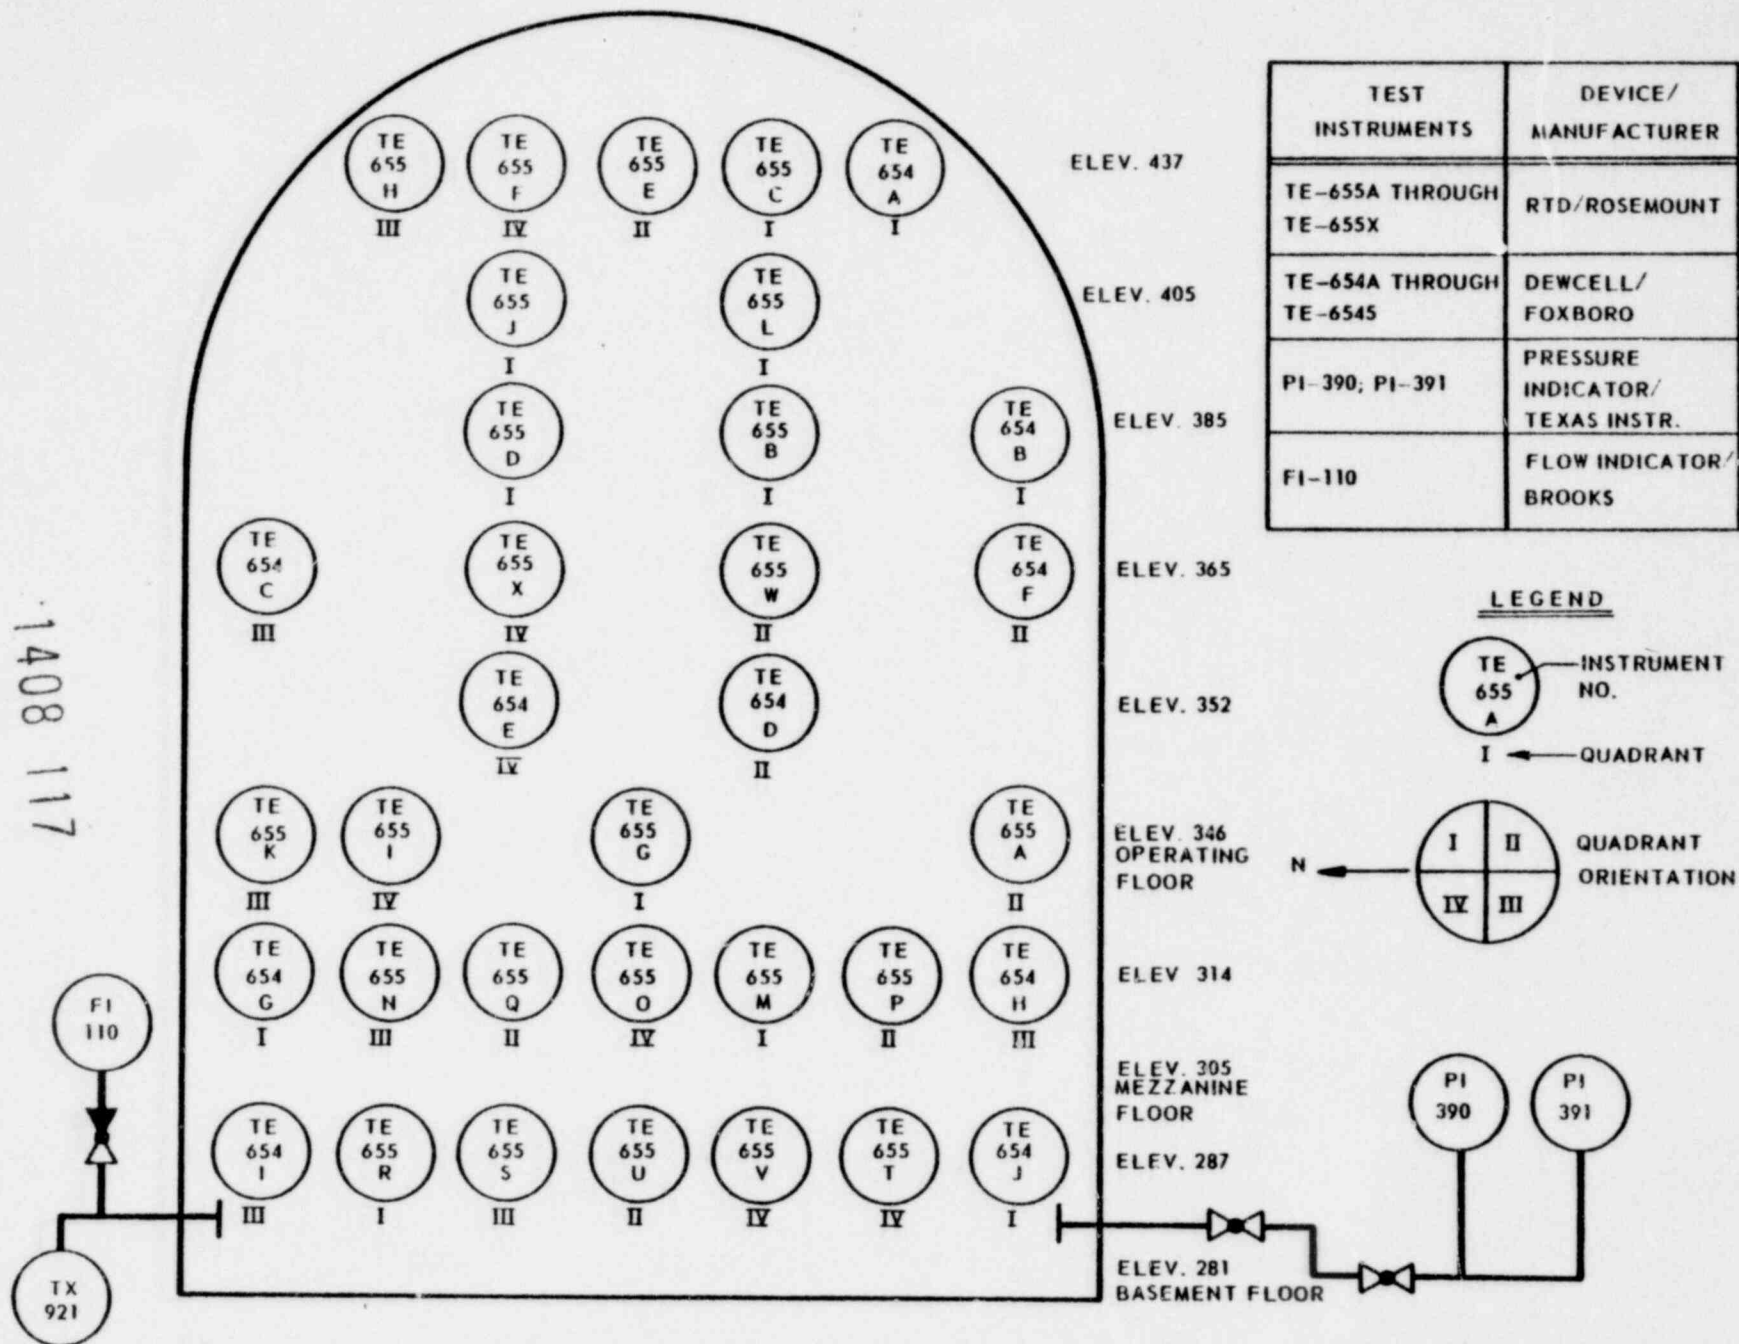 TE 655 H III
TE 655 F IV
TE 655 E II
TE 655 C I
TE 654 A I
ELEV. 437
TE 655 J I
TE 655 L I
ELEV. 405
TE 655 D I
TE 655 B I
TE 654 B I
ELEV. 385
TE 654 C III
TE 655 X IV
TE 655 W II
TE 654 F II
ELEV. 365
TE 654 E IV
TE 654 D II
ELEV. 352
TE 655 K III
TE 655 I IV
TE 655 G I
TE 655 A II
ELEV. 346
OPERATING
FLOOR
TE 654 G I
TE 655 N III
TE 655 Q II
TE 655 O IV
TE 655 M I
TE 655 P II
TE 654 H III
ELEV 314
ELEV. 305
MEZZANINE
FLOOR
TE 654 I III
TE 655 R I
TE 655 S III
TE 655 U II
TE 655 V IV
TE 655 T IV
TE 654 J I
ELEV. 287
ELEV. 281
BASEMENT FLOOR
FI
110
TX
921
PI
390
PI
391
TEST
INSTRUMENTS
DEVICE/
MANUFACTURER
TE-655A THROUGH
TE-655X
RTD/ROSEMOUNT
TE-654A THROUGH
TE-6545
DEWCELL/
FOXBORO
PI-390; PI-391
PRESSURE
INDICATOR/
TEXAS INSTR.
FI-110
FLOW INDICATOR/
BROOKS
LEGEND
TE
655
A
INSTRUMENT
NO.
I
QUADRANT
N
I II
IV III
QUADRANT
ORIENTATION
1408 117